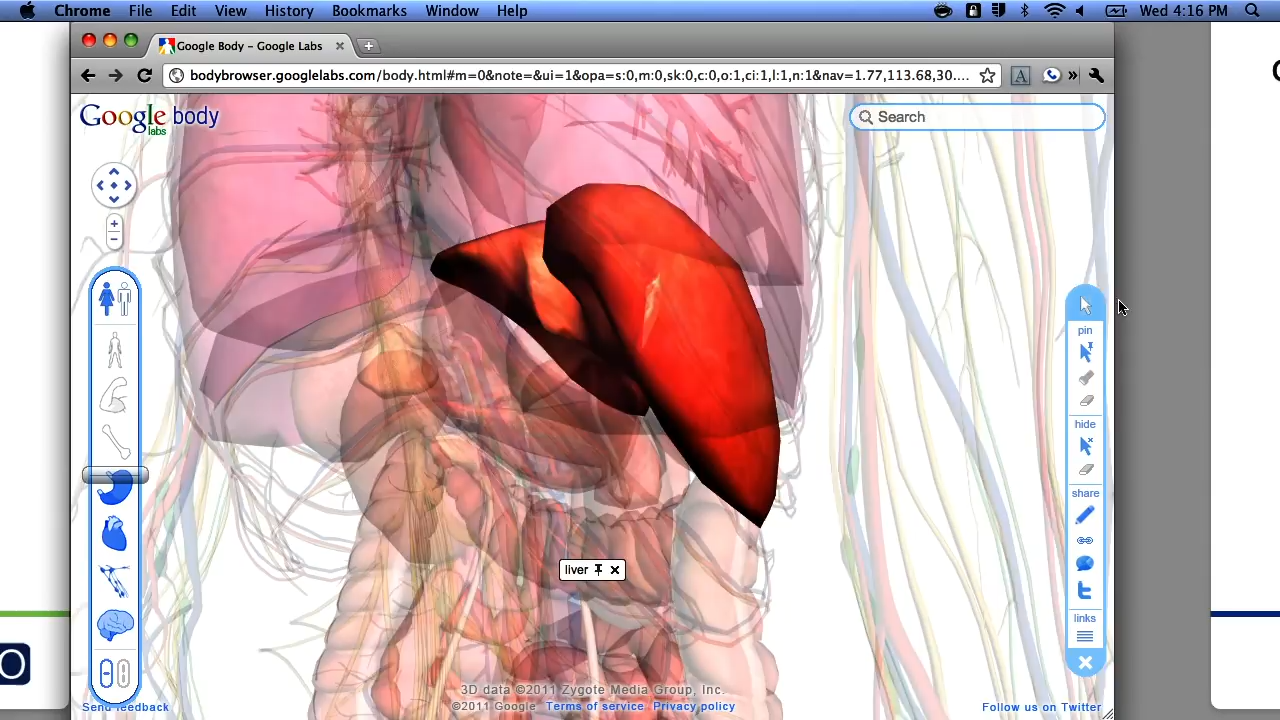 Chrome File Edit View History Bookmarks Window Help Wed 4:16 PM
Google Body - Google Labs
bodybrowser.googlelabs.com/body.html#m=0&note=&ui=1&opa=s:0,m:0,sk:0,c:0,o:1,ci:1,l:1,n:1&nav=1.77,113.68,30....
A
Google body
labs
Search
pin
hide
share
links
liver
O
3D data ©2011 Zygote Media Group, Inc.
©2011 Google Terms of service Privacy policy
Send feedback
Follow us on Twitter